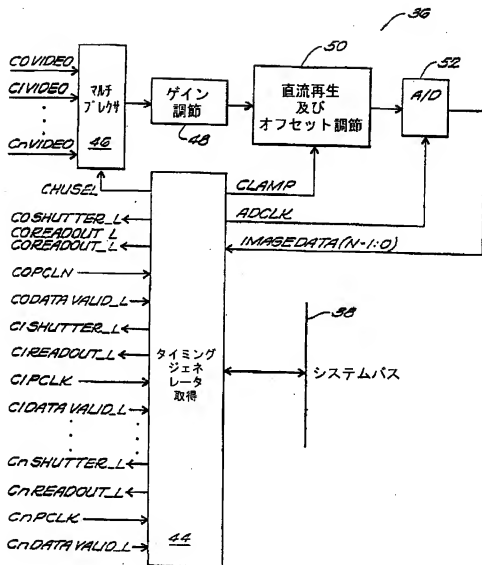 36
C0VIDEO
C1VIDEO
CnVIDEO
マルチ
プレクサ
46
ゲイン
調節
48
50
直流再生
及び
オフセット調節
52
A/D
CHUSEL
CLAMP
ADCLK
IMAGEDATA(N-1:0)
C0SHUTTER_L
C0READOUT_L
C0READOUT_L
C0PCLN
C0DATAVALID_L
C1SHUTTER_L
C1READOUT_L
C1PCLK
C1DATAVALID_L
CnSHUTTER_L
CnREADOUT_L
CnPCLK
CnDATAVALID_L
タイミング
ジェネ
レータ
取得
44
38
システムバス